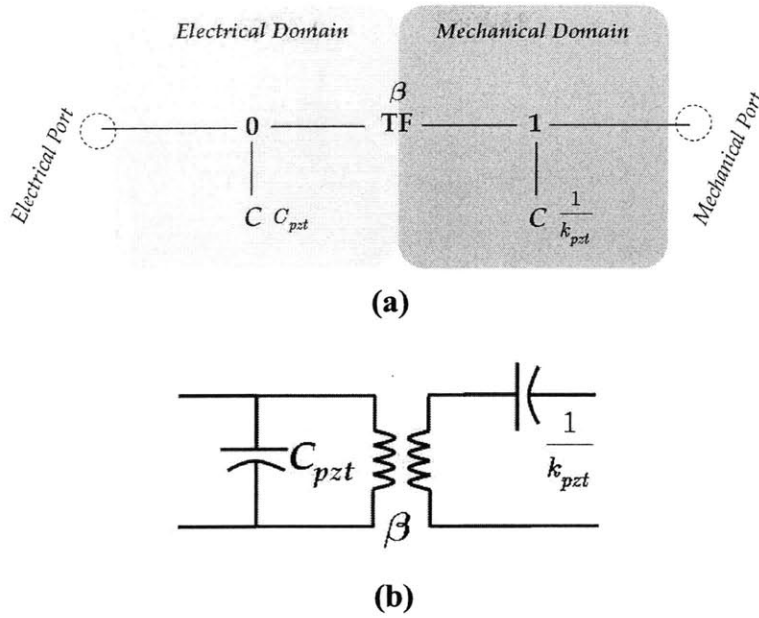 Electrical Domain
Mechanical Domain
Electrical Port
β
0
TF
1
Mechanical Port
C C_pzt
C 1/k_pzt
(a)
C_pzt
1/k_pzt
β
(b)